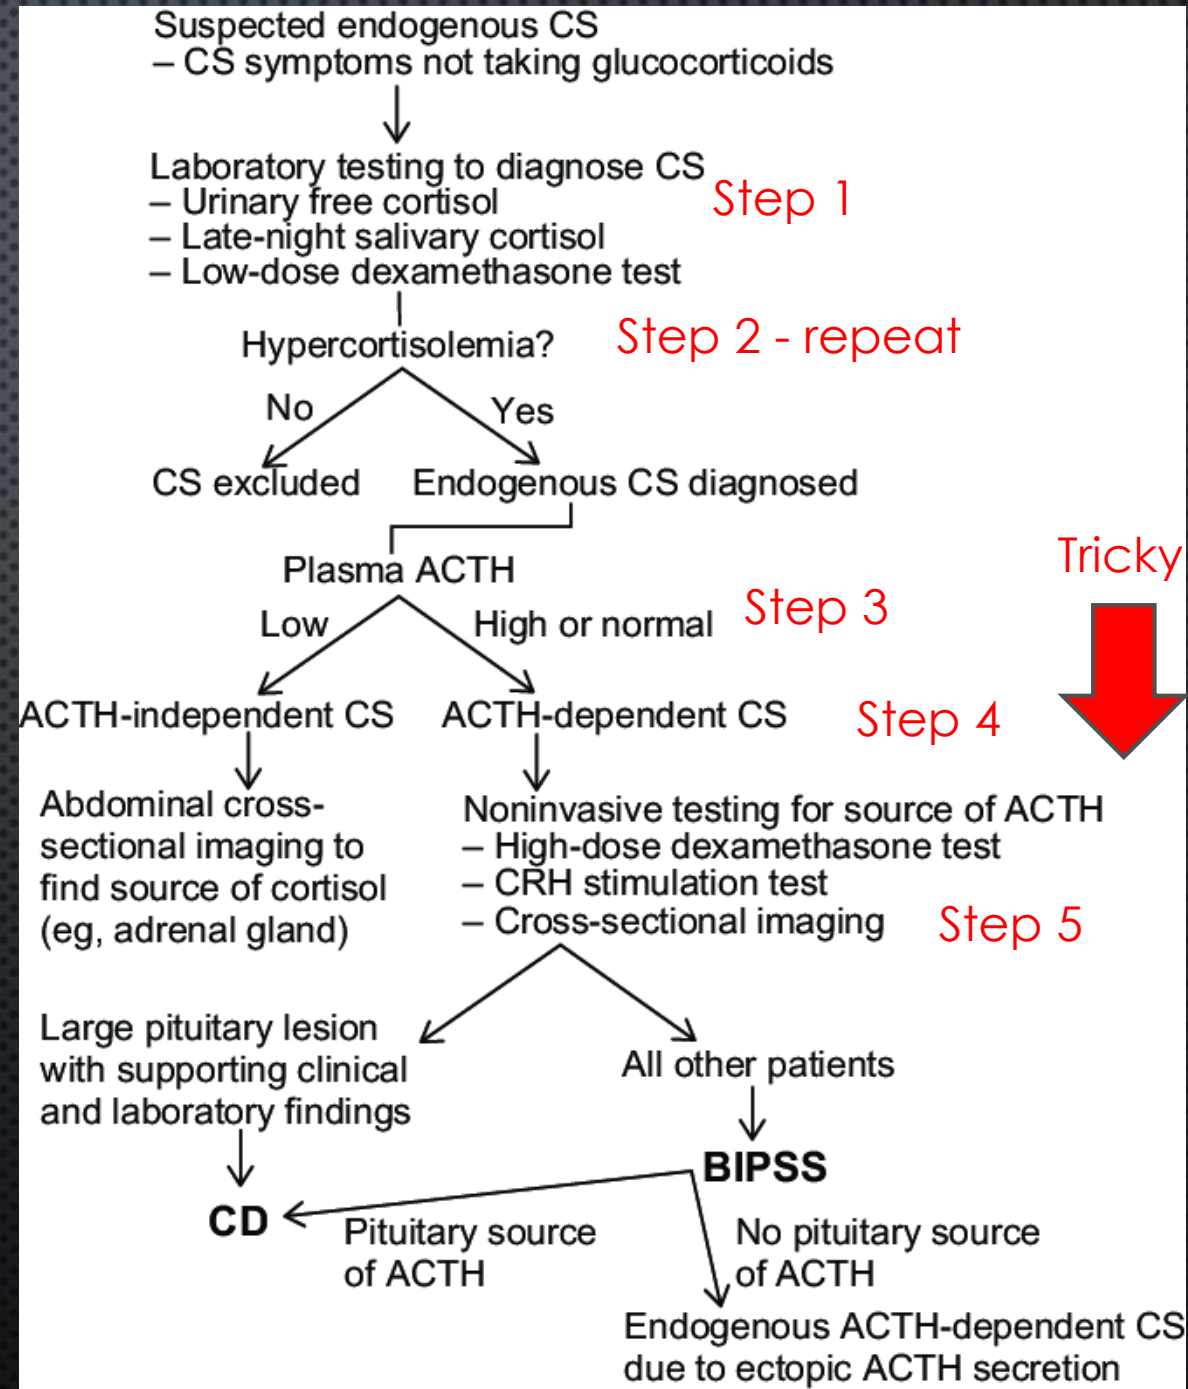 Suspected endogenous CS
– CS symptoms not taking glucocorticoids
Laboratory testing to diagnose CS
– Urinary free cortisol
Step 1
– Late-night salivary cortisol
– Low-dose dexamethasone test
Hypercortisolemia?
Step 2 - repeat
No
Yes
CS excluded
Endogenous CS diagnosed
Plasma ACTH
Tricky
Low
High or normal
Step 3
ACTH-independent CS
ACTH-dependent CS
Step 4
Abdominal cross-
sectional imaging to
find source of cortisol
(eg, adrenal gland)
Noninvasive testing for source of ACTH
– High-dose dexamethasone test
– CRH stimulation test
– Cross-sectional imaging
Step 5
Large pituitary lesion
with supporting clinical
and laboratory findings
All other patients
BIPSS
CD
Pituitary source
of ACTH
No pituitary source
of ACTH
Endogenous ACTH-dependent CS
due to ectopic ACTH secretion